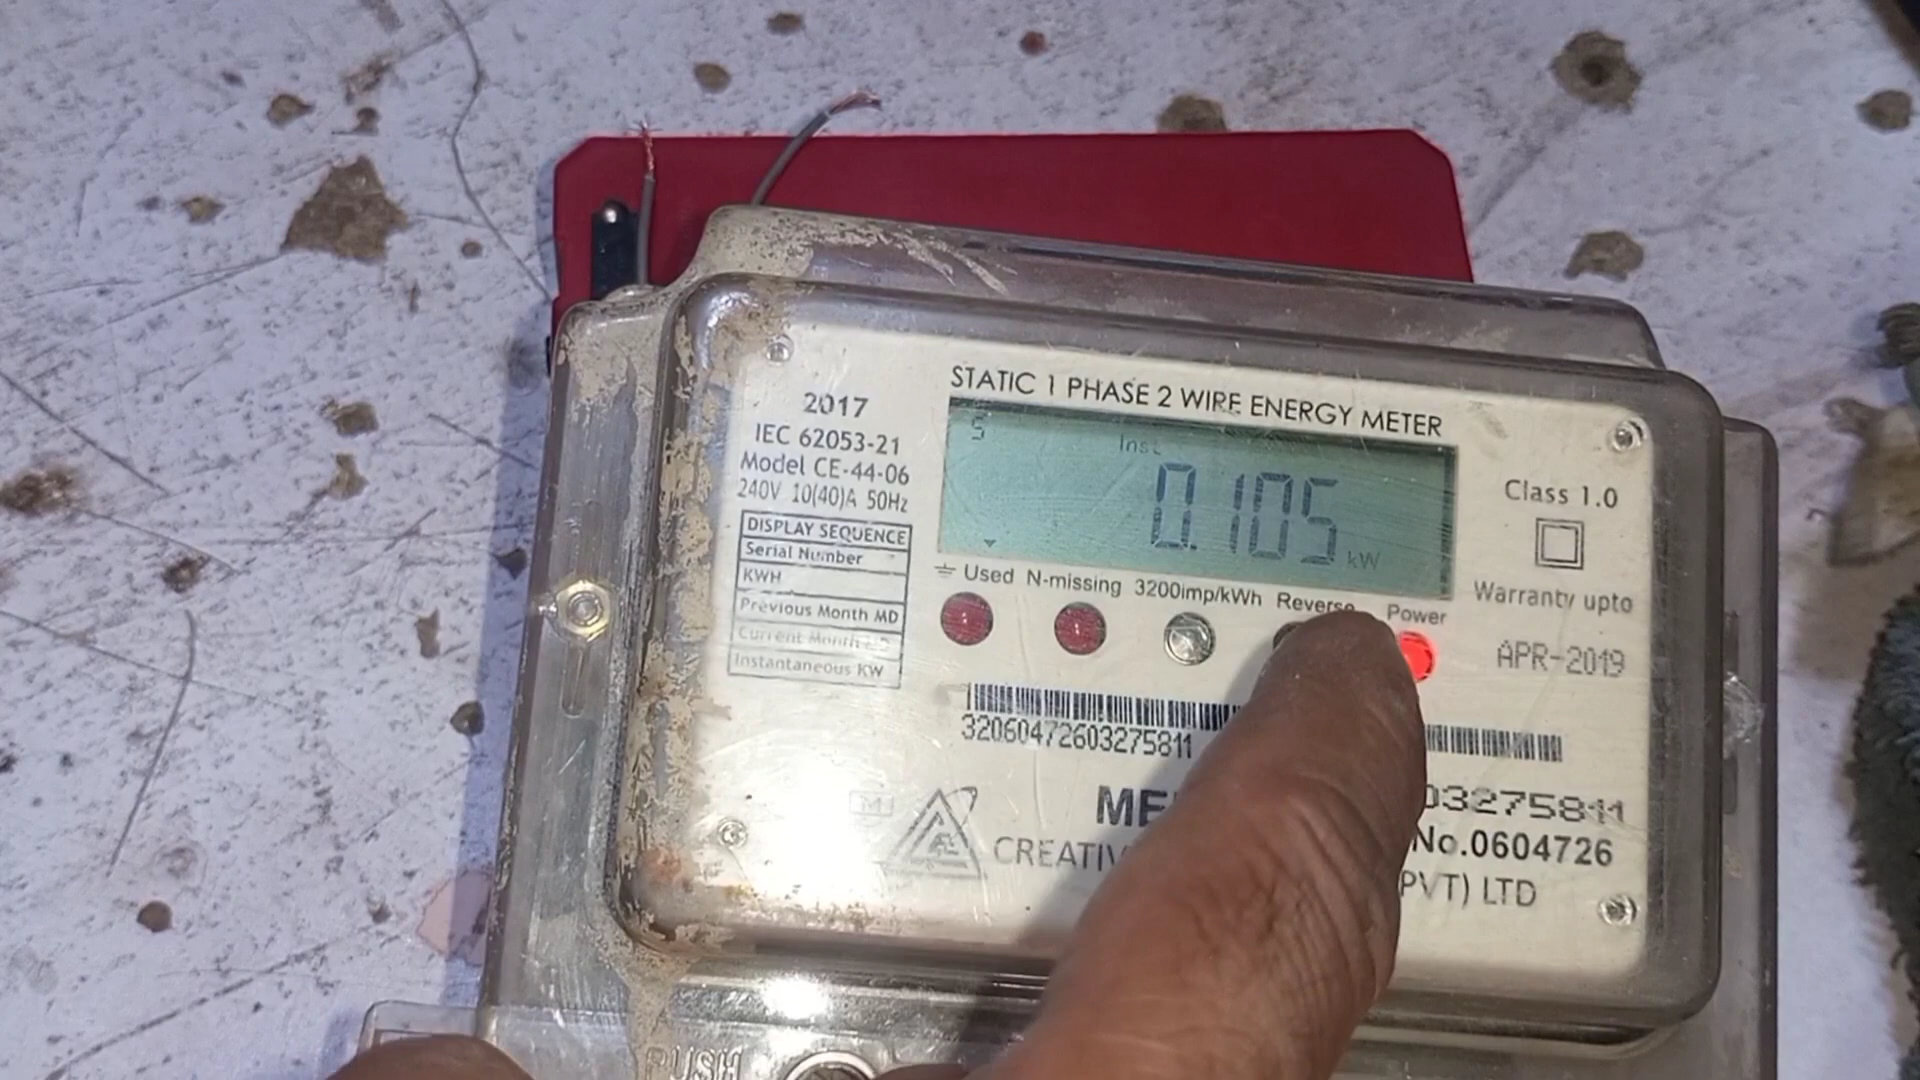 STATIC 1 PHASE 2 WIRE ENERGY METER
2017
IEC 62053-21
Model CE-44-06
240V 10(40)A 50Hz
DISPLAY SEQUENCE
Serial Number
KWH
Previous Month MD
Current Month MD
Instantaneous KW
5
Inst
0.105
kW
Used N-missing 3200imp/kWh Reverse Power
Class 1.0
Warranty upto
APR-2019
32060472603275811
03275811
No.0604726
CREATIV
(PVT) LTD
PUSH